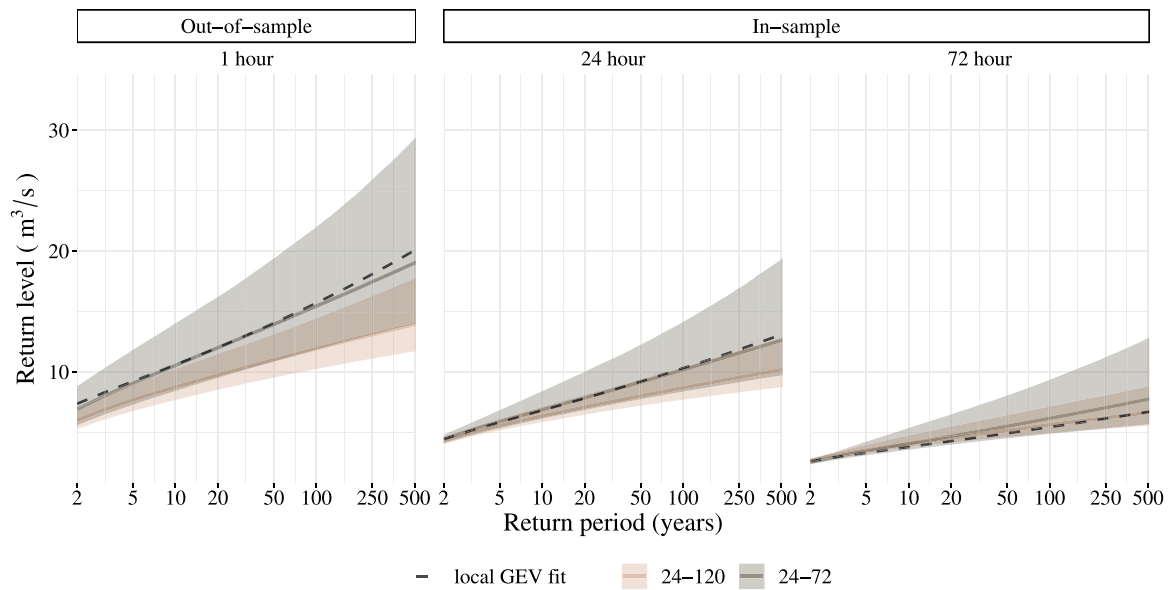 Out−of−sample
In−sample
1 hour
24 hour
72 hour
Return level ( m³/s )
30
20
10
2 5 10 20 50 100 250 500
2 5 10 20 50 100 250 500
2 5 10 20 50 100 250 500
Return period (years)
local GEV fit
24−120
24−72